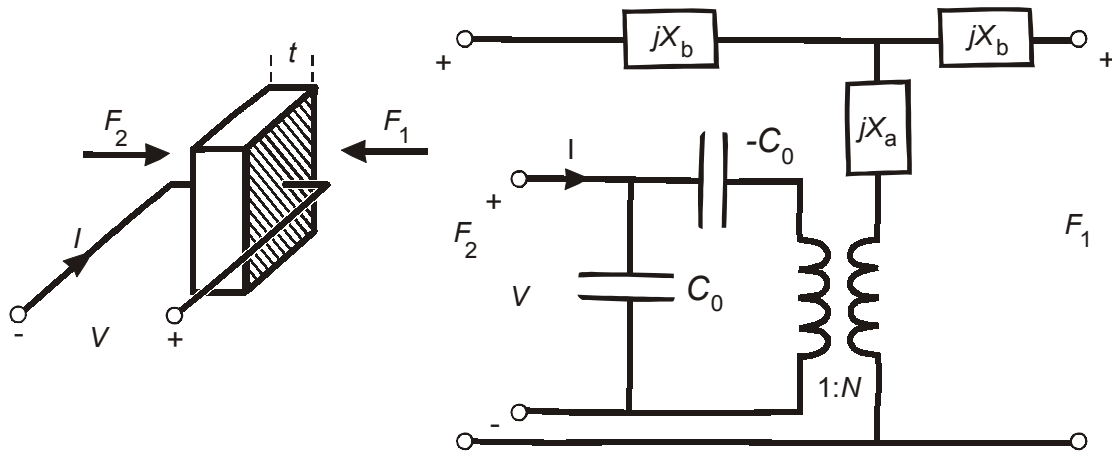 t
F2
F1
I
-
V
+
jXb
jXb
+
+
jXa
I
-C0
+
F2
F1
V
C0
1:N
-